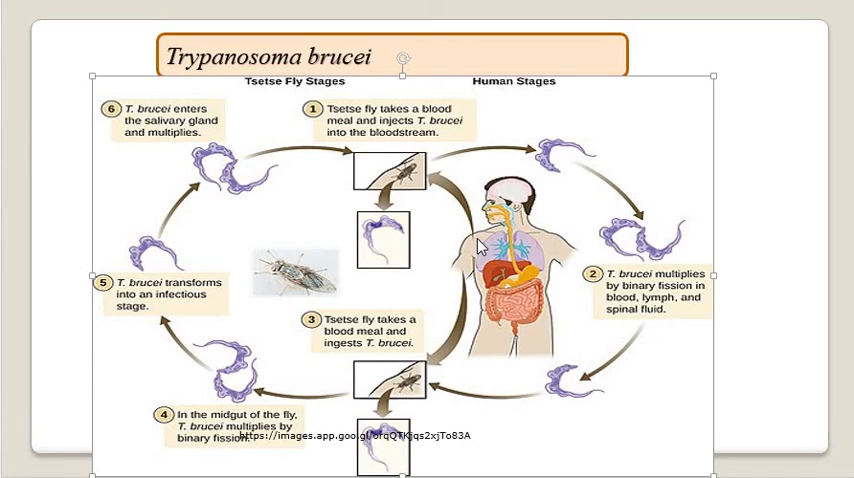 Trypanosoma brucei
Tsetse Fly Stages
Human Stages
1 Tsetse fly takes a blood
meal and injects T. brucei
into the bloodstream.
2 T. brucei multiplies
by binary fission in
blood, lymph, and
spinal fluid.
3 Tsetse fly takes a
blood meal and
ingests T. brucei.
4 In the midgut of the fly,
T. brucei multiplies by
binary fission.
5 T. brucei transforms
into an infectious
stage.
6 T. brucei enters
the salivary gland
and multiplies.